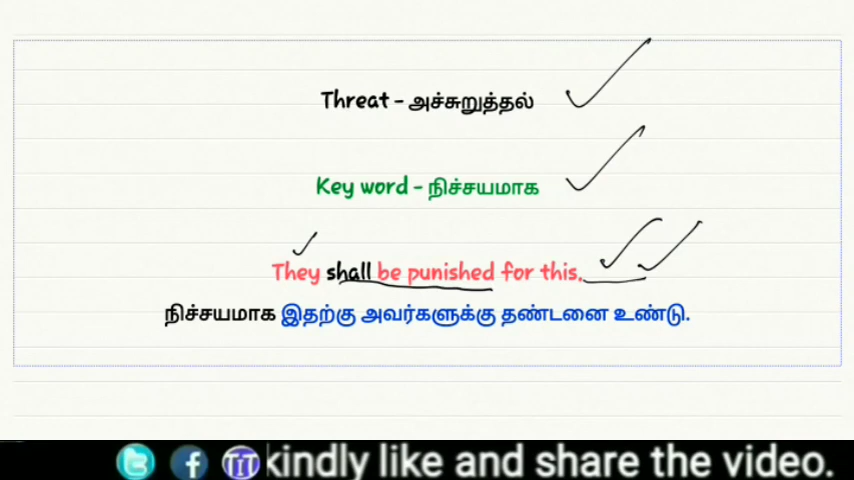 Threat - அச்சுறுத்தல்
Key word - நிச்சயமாக
They shall be punished for this.
நிச்சயமாக இதற்கு அவர்களுக்கு தண்டனை உண்டு.
kindly like and share the video.